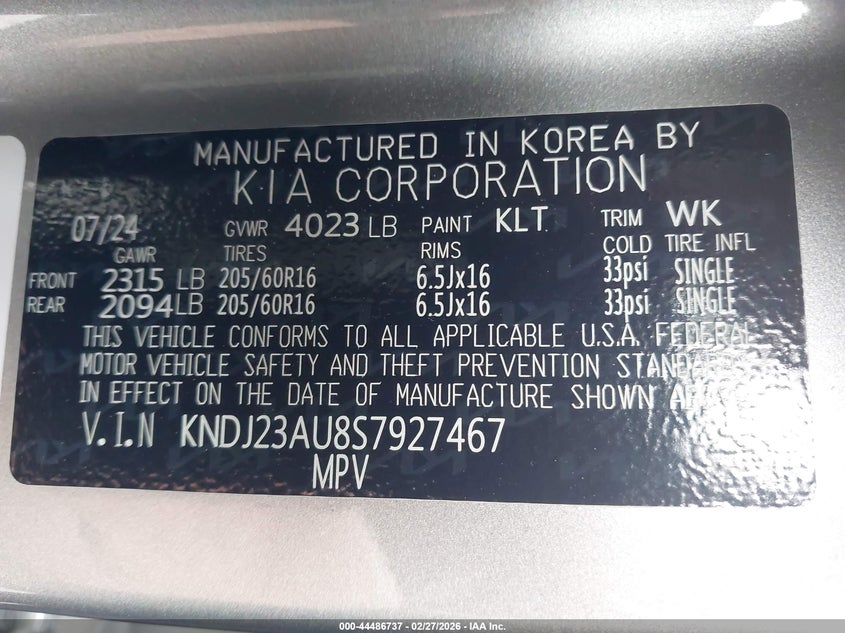 MANUFACTURED IN KOREA BY
KIA CORPORATION
07/24 GVWR 4023 LB PAINT KLT TRIM WK
GAWR TIRES RIMS COLD TIRE INFL
FRONT 2315 LB 205/60R16 6.5Jx16 33psi SINGLE
REAR 2094 LB 205/60R16 6.5Jx16 33psi SINGLE
THIS VEHICLE CONFORMS TO ALL APPLICABLE U.S.A. FEDERAL
MOTOR VEHICLE SAFETY AND THEFT PREVENTION
IN EFFECT ON THE DATE OF MANUFACTURE SHOWN
V.I.N KNDJ23AU8S7927467
MPV
000-44486737 - 02/27/2026 - IAA Inc.